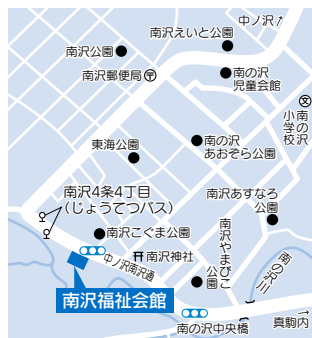 中ノ沢↗
南沢えいと公園
南沢公園
南沢郵便局
南の沢
児童会館
文
南の沢
小学校
東海公園
南の沢
あおぞら公園
南沢4条4丁目
(じょうてつバス)
南沢あすなろ
公園
南沢こぐま公園
南沢やまびこ
公園
中ノ沢南沢通
南沢神社
南の沢川
南沢福祉会館
南の沢中央橋
真駒内→